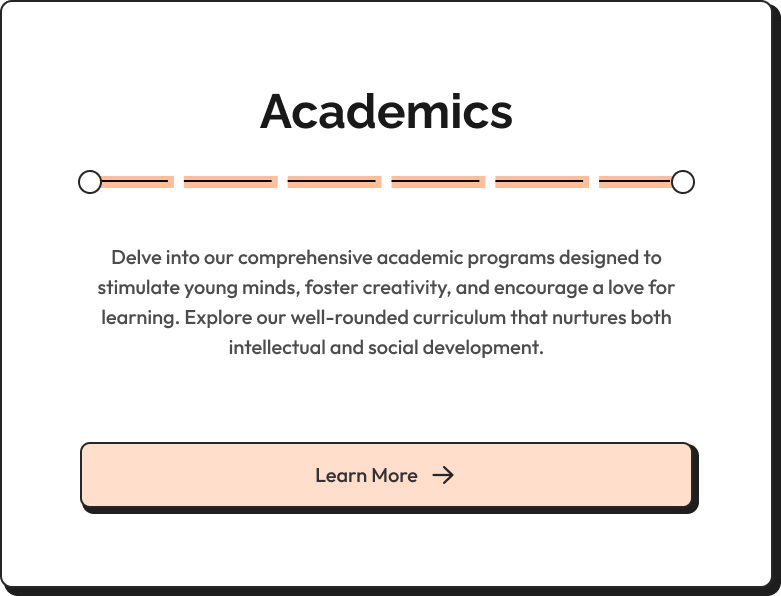 Academics
Delve into our comprehensive academic programs designed to
stimulate young minds, foster creativity, and encourage a love for
learning. Explore our well-rounded curriculum that nurtures both
intellectual and social development.
Learn More